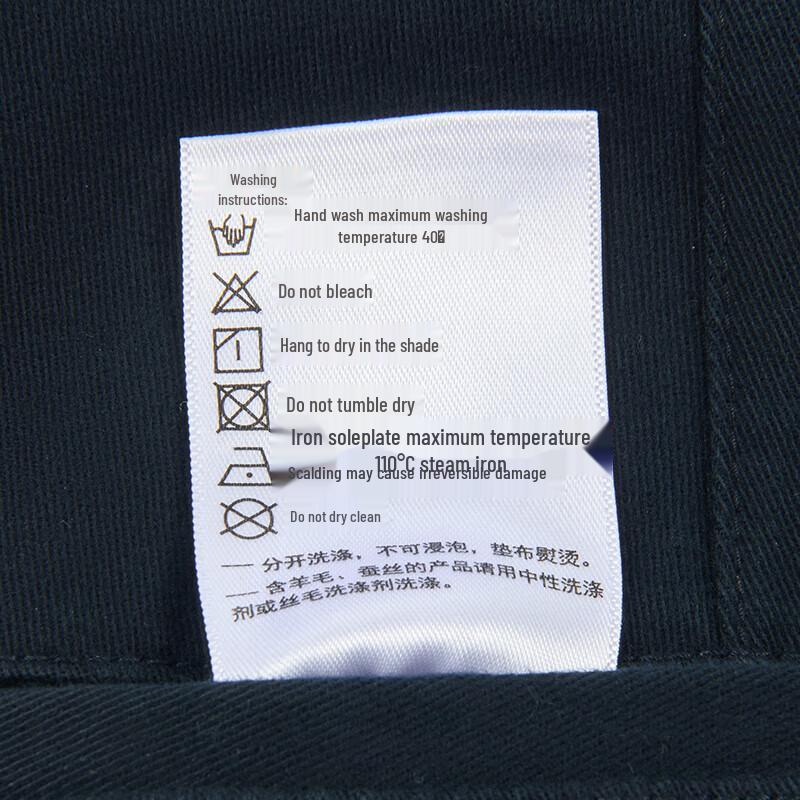 Washing
instructions:
Hand wash maximum washing
temperature 40
Do not bleach
Hang to dry in the shade
Do not tumble dry
Iron soleplate maximum temperature
110°C steam iron
Scalding may cause irreversible damage
Do not dry clean
— 分开洗涤，不可浸泡，垫布熨烫。
— 含羊毛、蚕丝的产品请用中性洗涤
剂或丝毛洗涤剂洗涤。